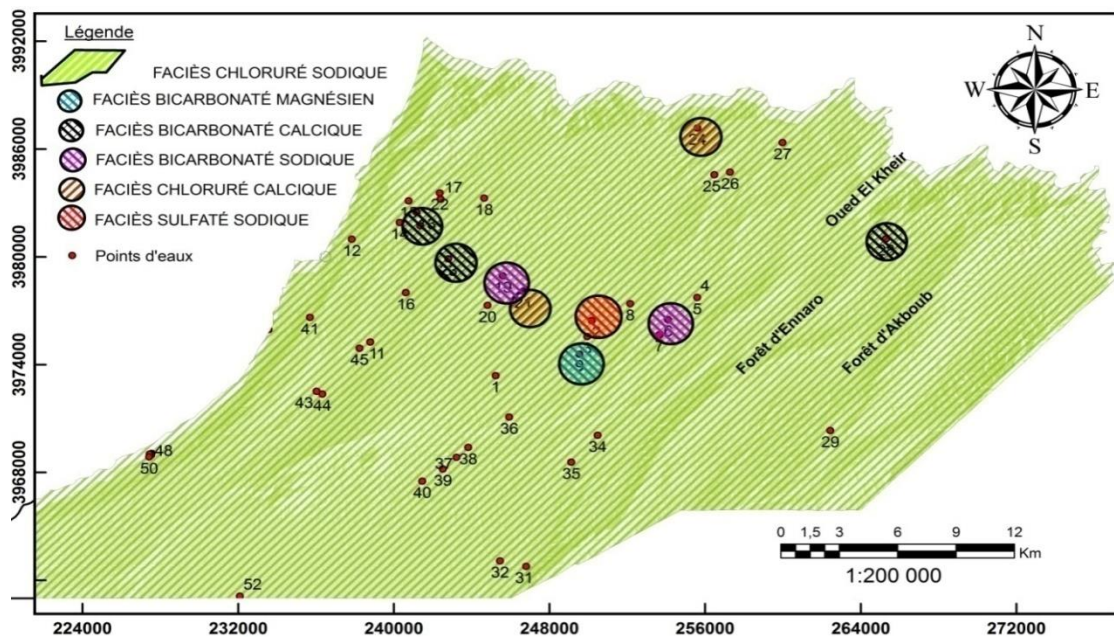 Légende
FACIÈS CHLORURÉ SODIQUE
FACIÈS BICARBONATÉ MAGNÉSIEN
FACIÈS BICARBONATÉ CALCIQUE
FACIÈS BICARBONATÉ SODIQUE
FACIÈS CHLORURÉ CALCIQUE
FACIÈS SULFATÉ SODIQUE
Points d'eaux
N
W E
S
3992000
3986000
3980000
3974000
3968000
24
27
25 26
17
22
18
12
16
20
21
4
5
8
6
7
41
45 11
43 44
1
36
34
35
29
38
37
39
40
48
50
32
31
52
Oued El Kheir
Forêt d'Ennaro
Forêt d'Akboub
0 1,5 3 6 9 12
Km
1:200 000
224000 232000 240000 248000 256000 264000 272000